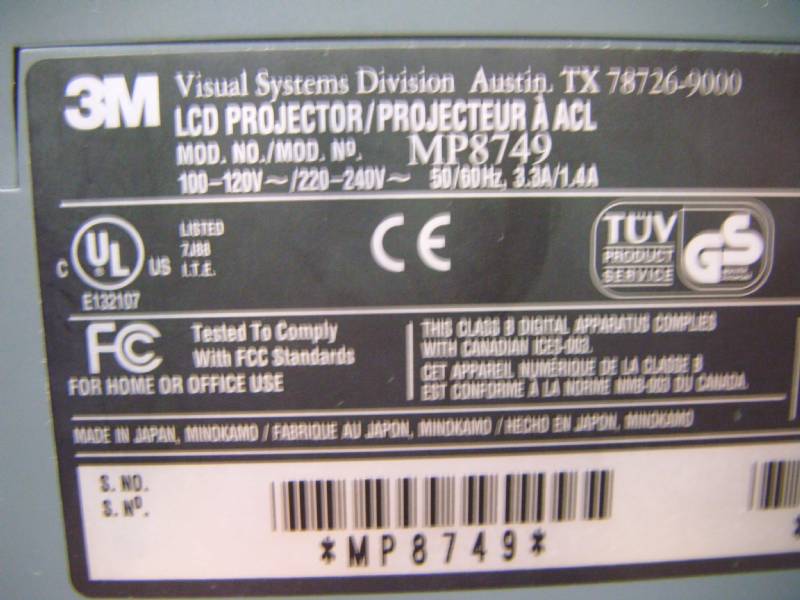 3M Visual Systems Division Austin, TX 78726-9000
LCD PROJECTOR/PROJECTEUR À ACL
MOD. NO./MOD. Nº. MP8749
100-120V~/220-240V~ 50/60Hz, 3.3A/1.4A
C UL US
LISTED
7J88
I.T.E.
E132107
CE
TÜV
PRODUCT
SERVICE
GS
FC
Tested To Comply
With FCC Standards
FOR HOME OR OFFICE USE
THIS CLASS B DIGITAL APPARATUS COMPLIES
WITH CANADIAN ICES-003.
CET APPAREIL NUMÉRIQUE DE LA CLASSE B
EST CONFORME À LA NORME NMB-003 DU CANADA.
MADE IN JAPAN, MINOKAMO / FABRIQUE AU JAPON, MINOKAMO / HECHO EN JAPON, MINOKAMO
S. NO.
S. Nº.
*MP8749*